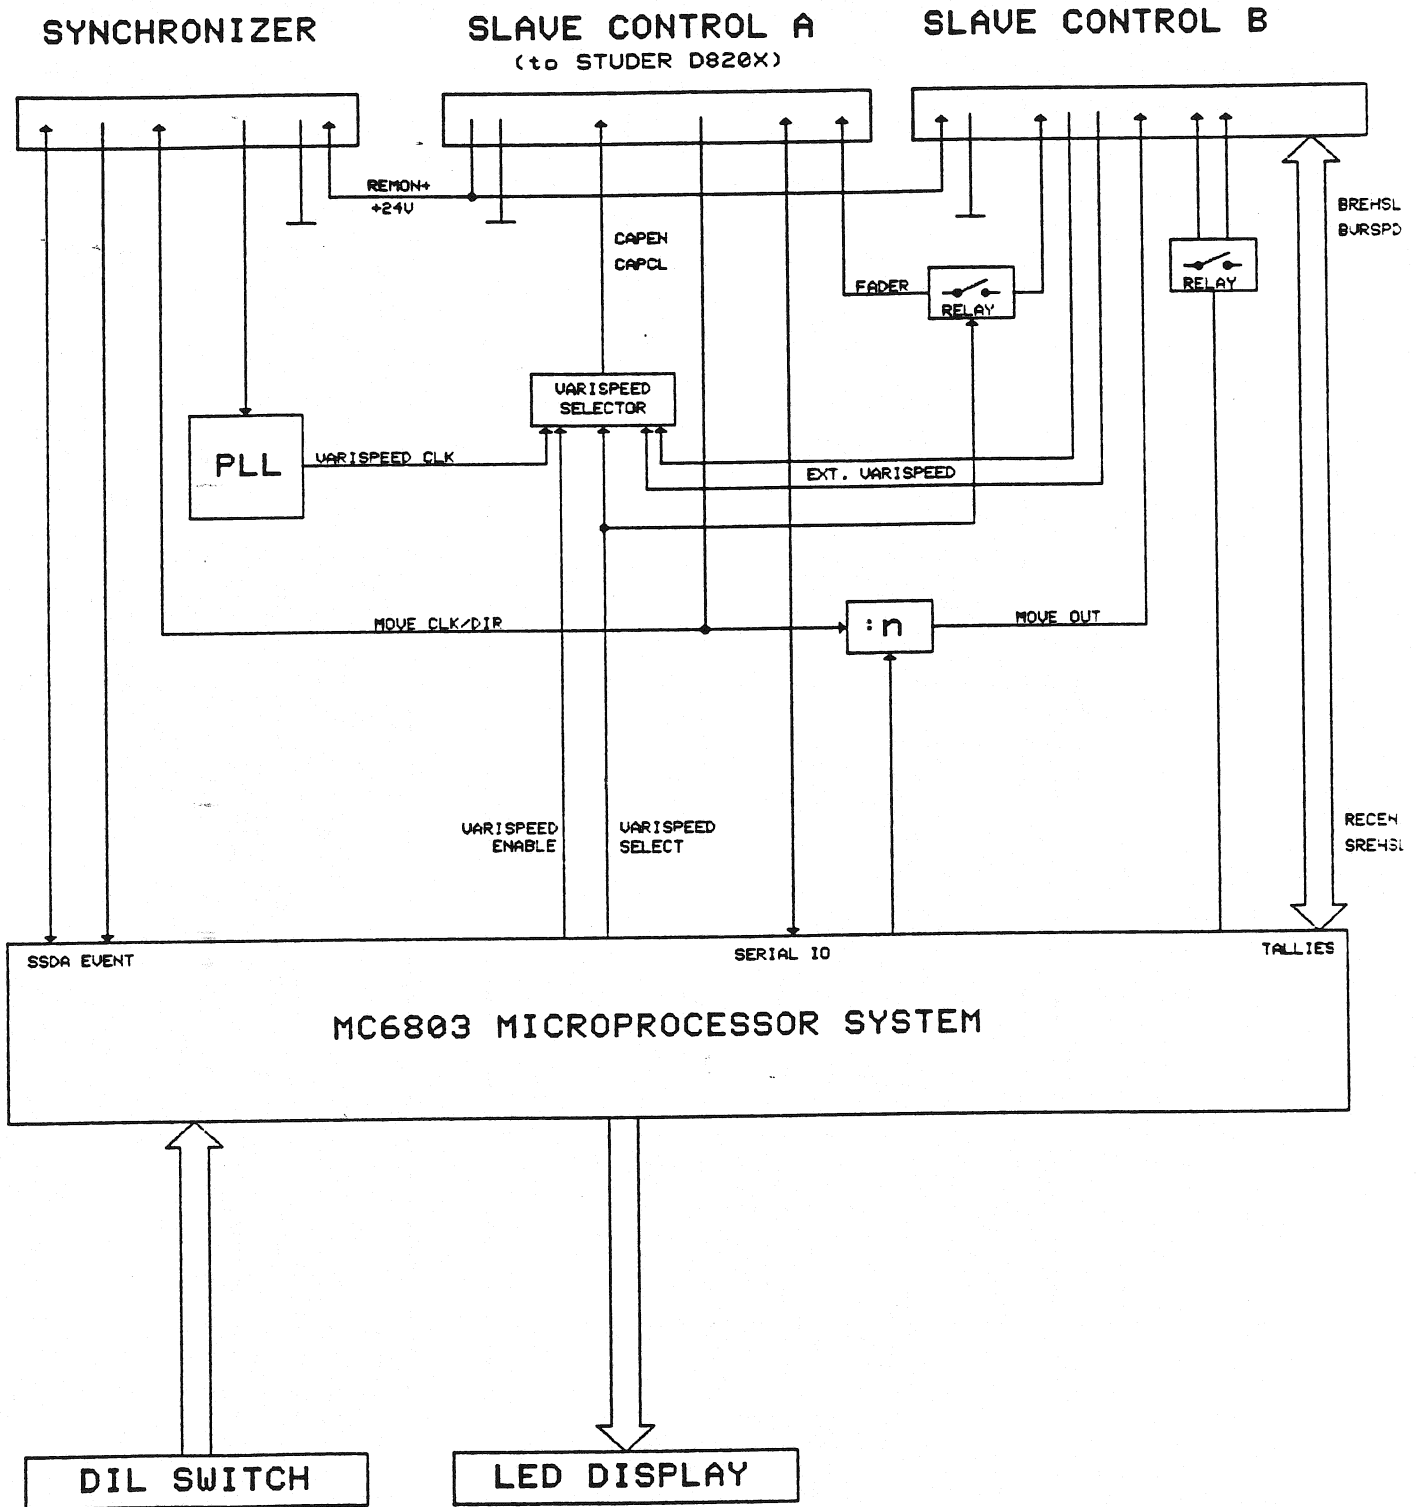 SYNCHRONIZER
SLAVE CONTROL A
(to STUDER D820X)
SLAVE CONTROL B
REMON+
+24V
CAPEN
CAPCL
BREHSL
BVRSPD
FADER
RELAY
RELAY
VARISPEED
SELECTOR
PLL
VARISPEED CLK
EXT. VARISPEED
MOVE CLK/DIR
:n
MOVE OUT
VARISPEED
ENABLE
VARISPEED
SELECT
RECEN
SREHSL
SSDA EVENT
SERIAL IO
TALLIES
MC6803 MICROPROCESSOR SYSTEM
DIL SWITCH
LED DISPLAY